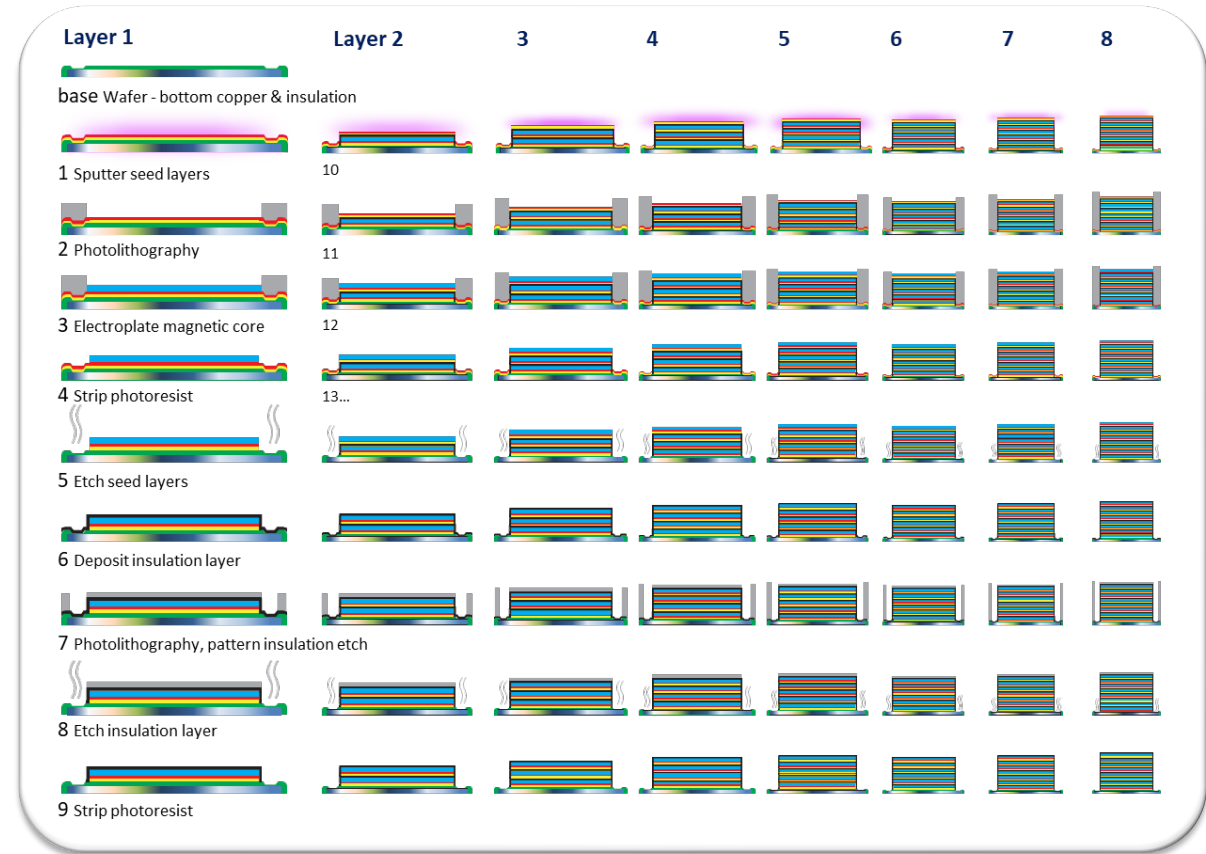 Layer 1 Layer 2 3 4 5 6 7 8
base Wafer - bottom copper & insulation
1 Sputter seed layers 10
2 Photolithography 11
3 Electroplate magnetic core 12
4 Strip photoresist 13...
5 Etch seed layers
6 Deposit insulation layer
7 Photolithography, pattern insulation etch
8 Etch insulation layer
9 Strip photoresist